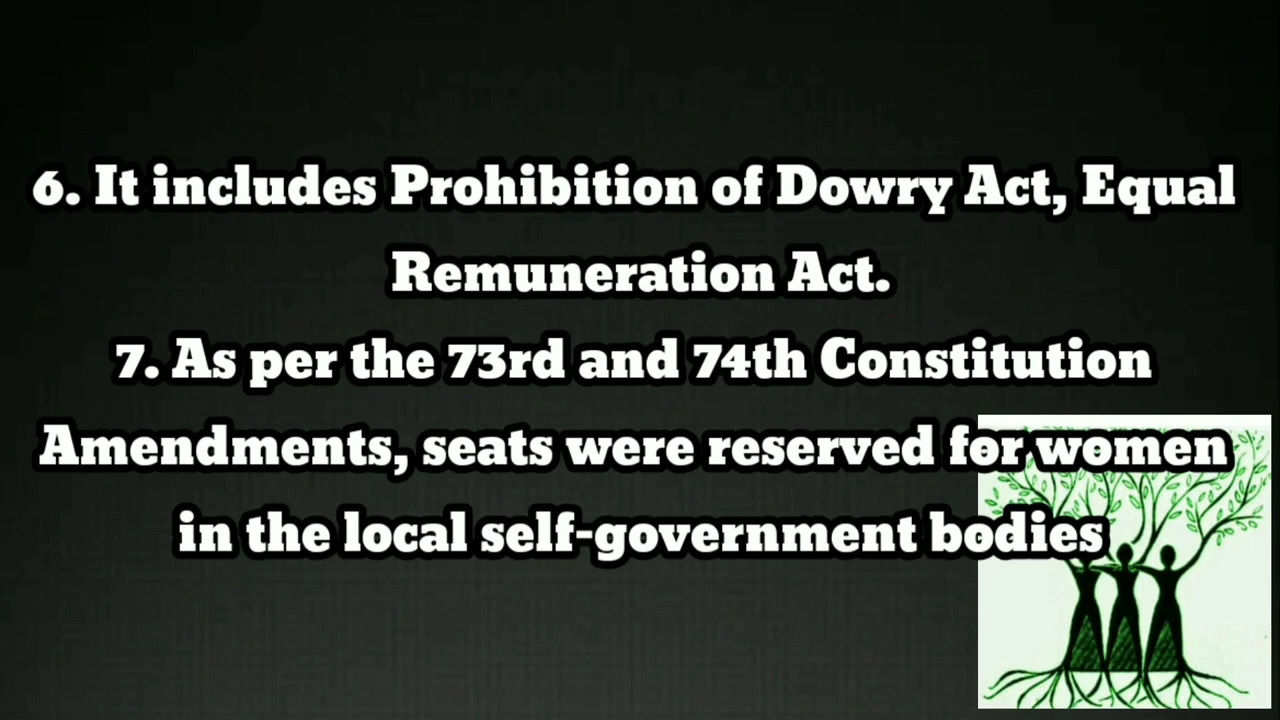 6. It includes Prohibition of Dowry Act, Equal
Remuneration Act.
7. As per the 73rd and 74th Constitution
Amendments, seats were reserved for women
in the local self-government bodies